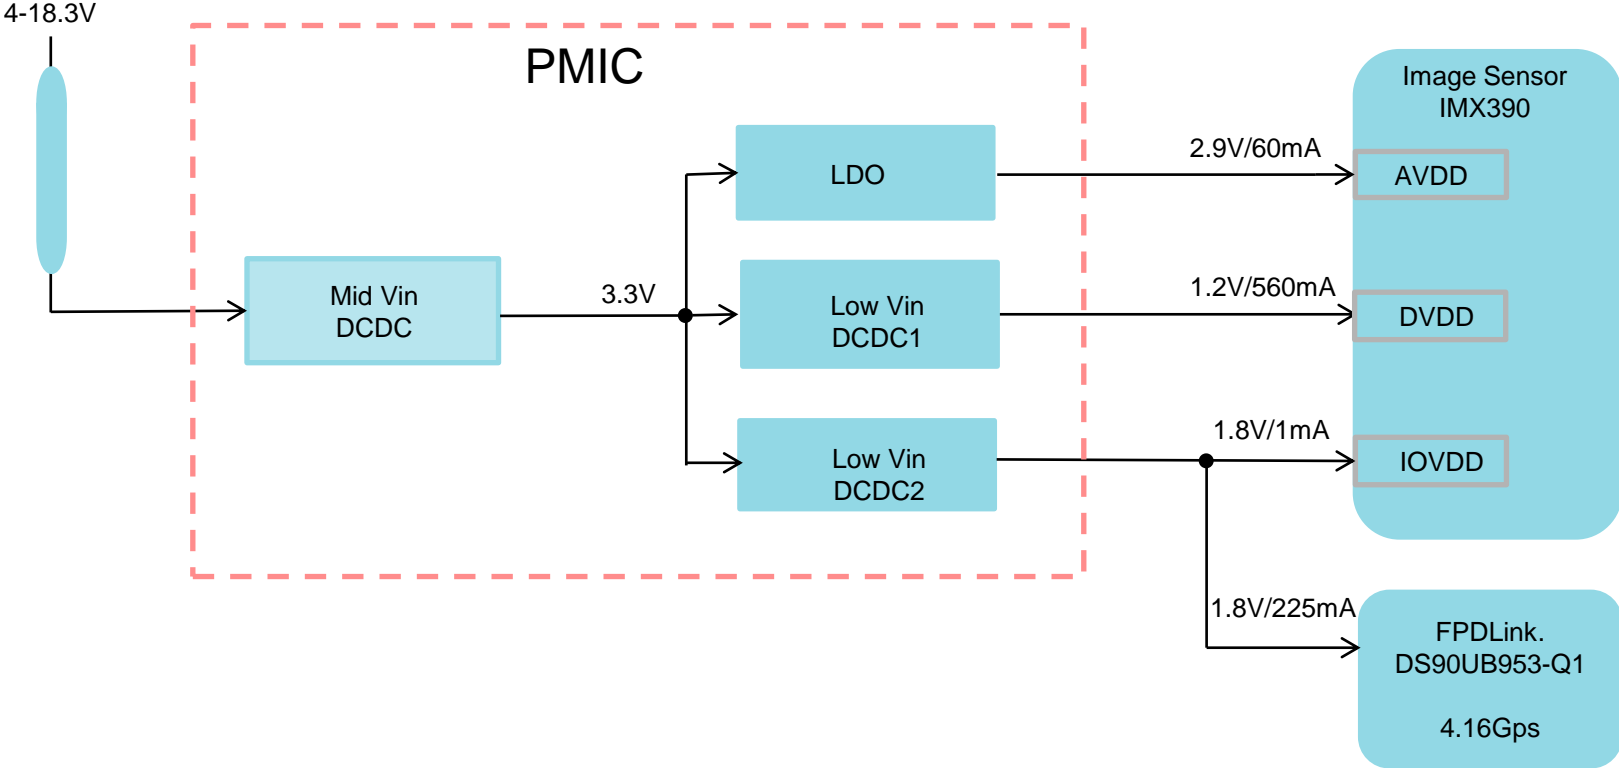 4-18.3V
PMIC
Image Sensor
IMX390
LDO
2.9V/60mA
AVDD
Mid Vin
DCDC
3.3V
Low Vin
DCDC1
1.2V/560mA
DVDD
Low Vin
DCDC2
1.8V/1mA
IOVDD
1.8V/225mA
FPDLink.
DS90UB953-Q1
4.16Gps